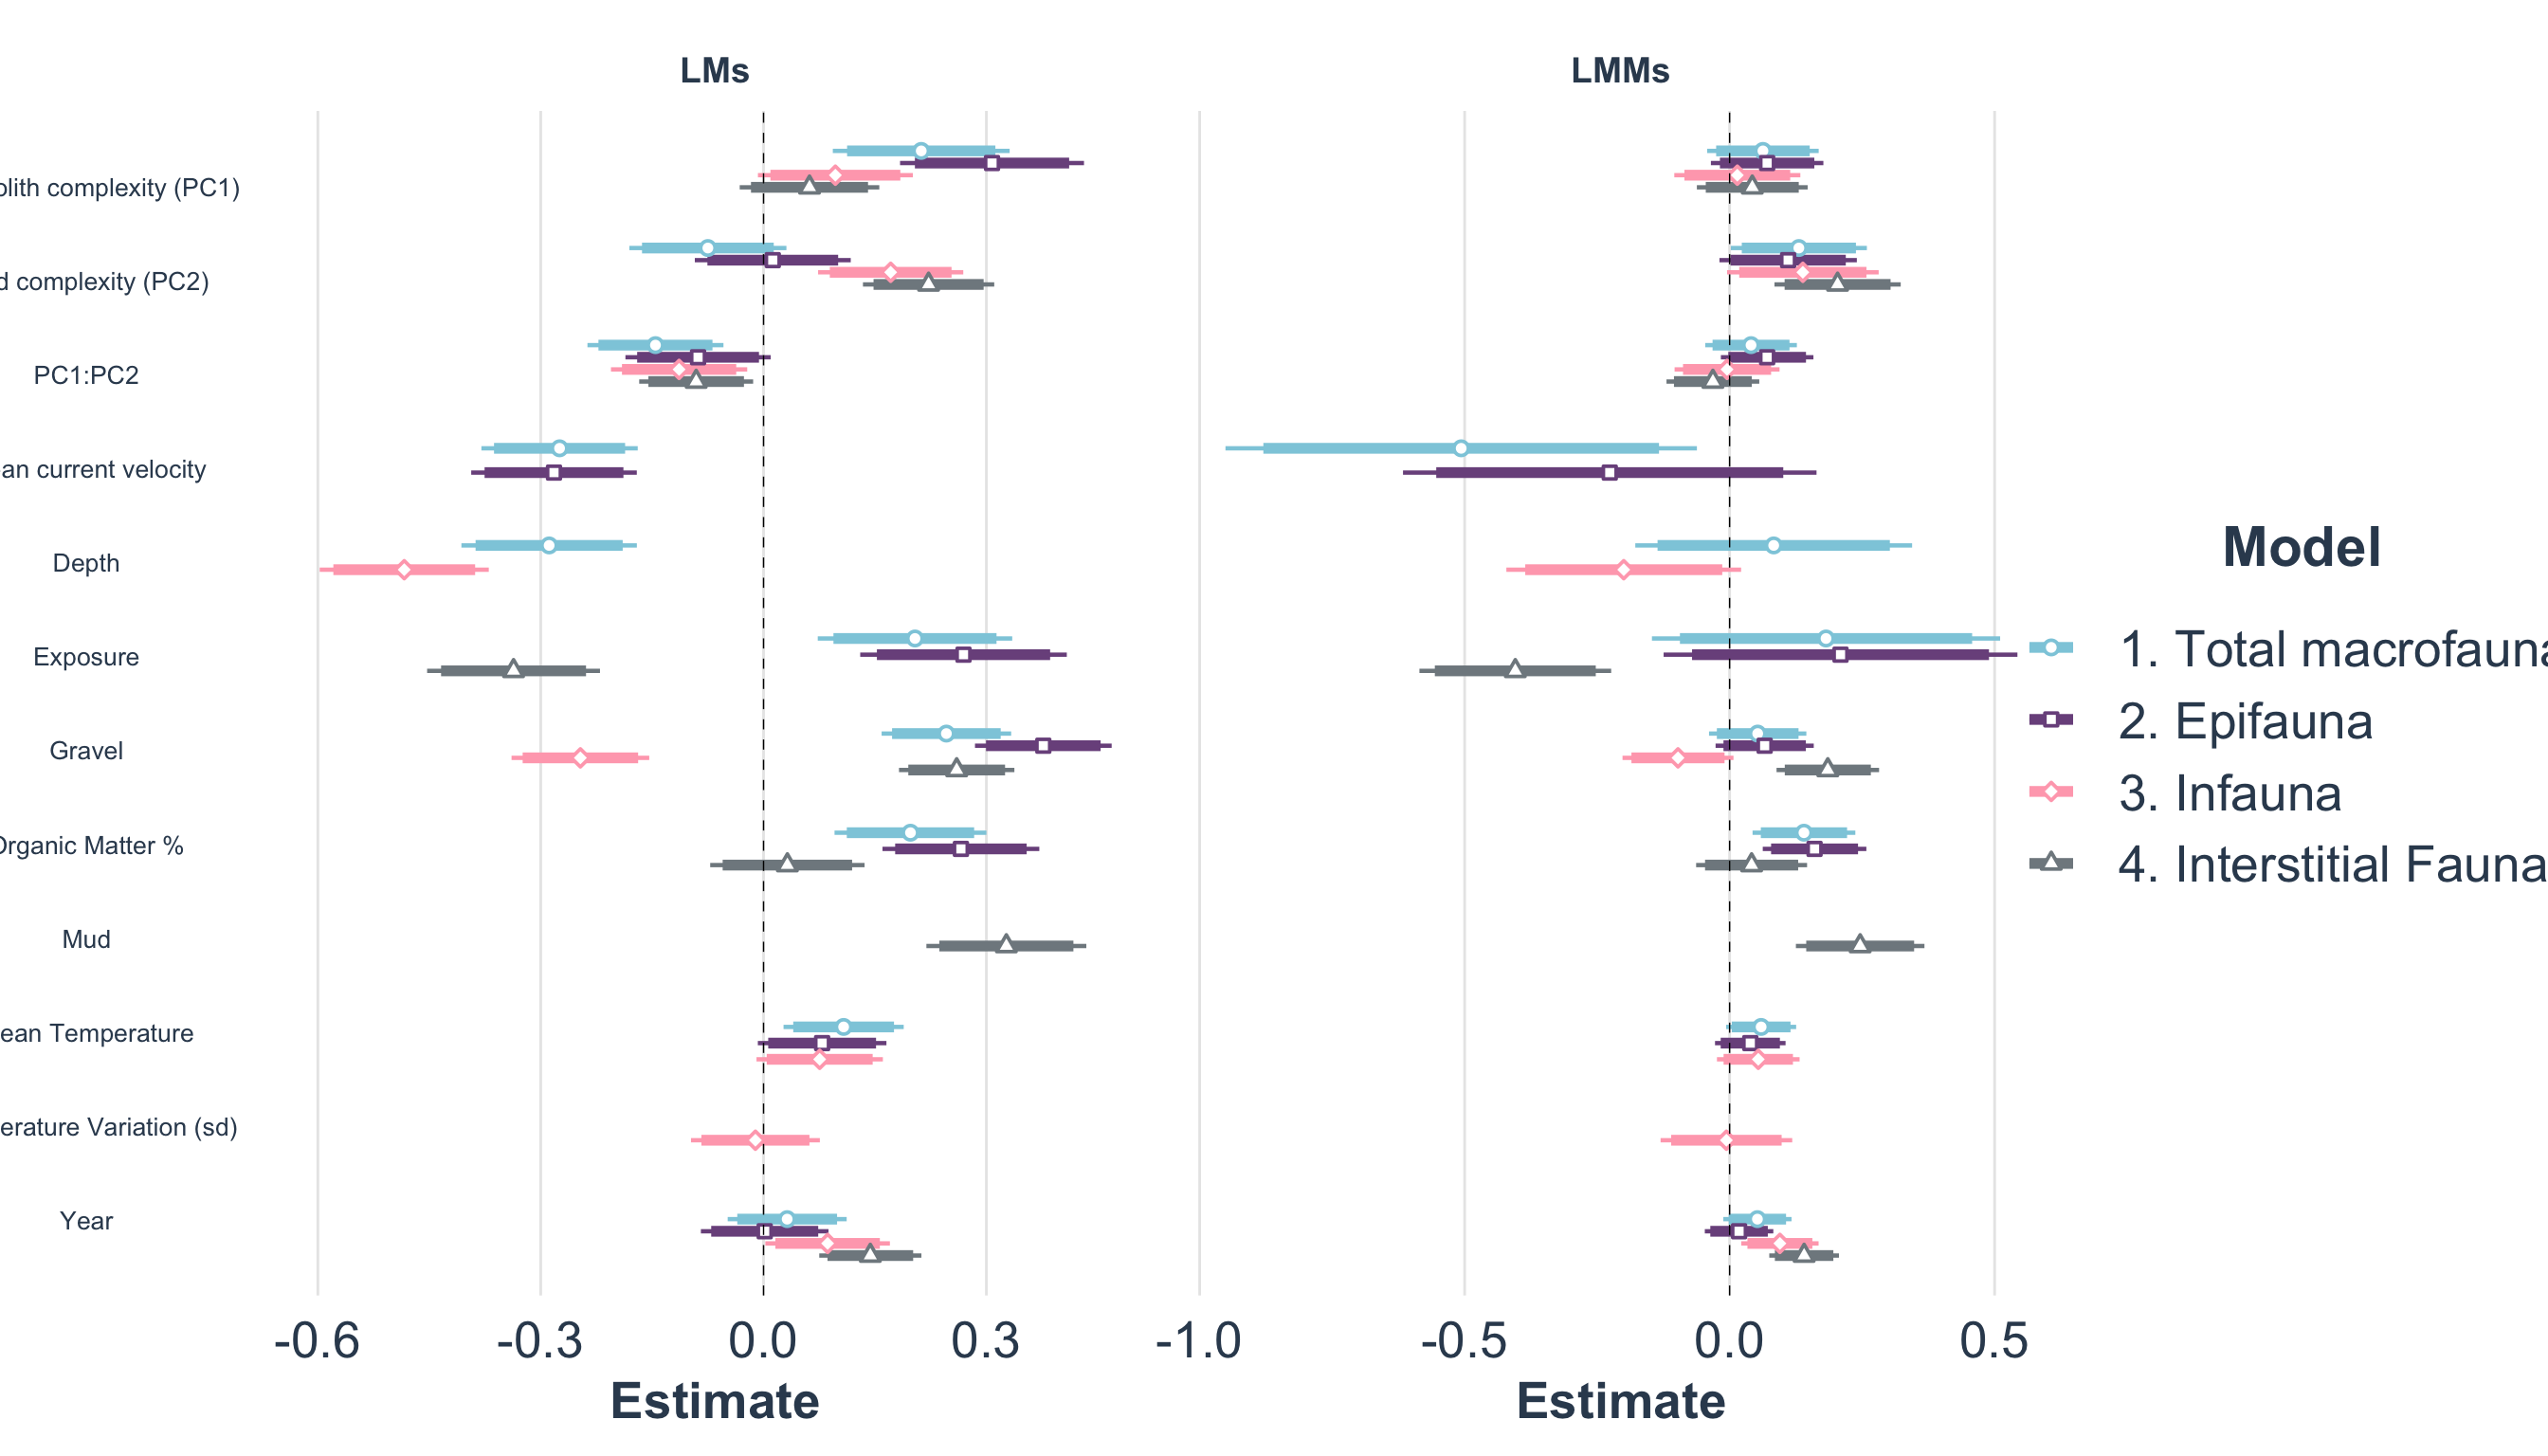 LMs
LMMs
olith complexity (PC1)
d complexity (PC2)
PC1:PC2
an current velocity
Depth
Exposure
Gravel
Organic Matter %
Mud
ean Temperature
erature Variation (sd)
Year
-0.6 -0.3 0.0 0.3
-1.0 -0.5 0.0 0.5
Estimate
Estimate
Model
1. Total macrofauna
2. Epifauna
3. Infauna
4. Interstitial Fauna